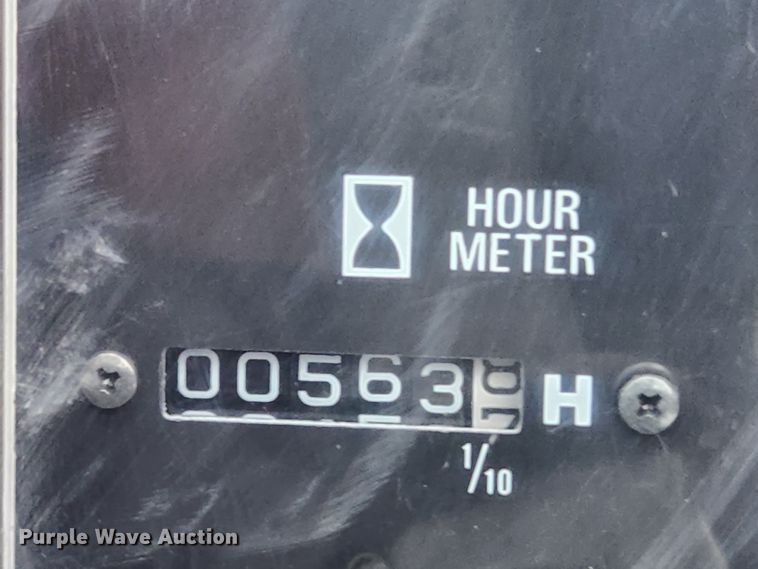 HOUR
METER
00563 H
1/10
Purple Wave Auction